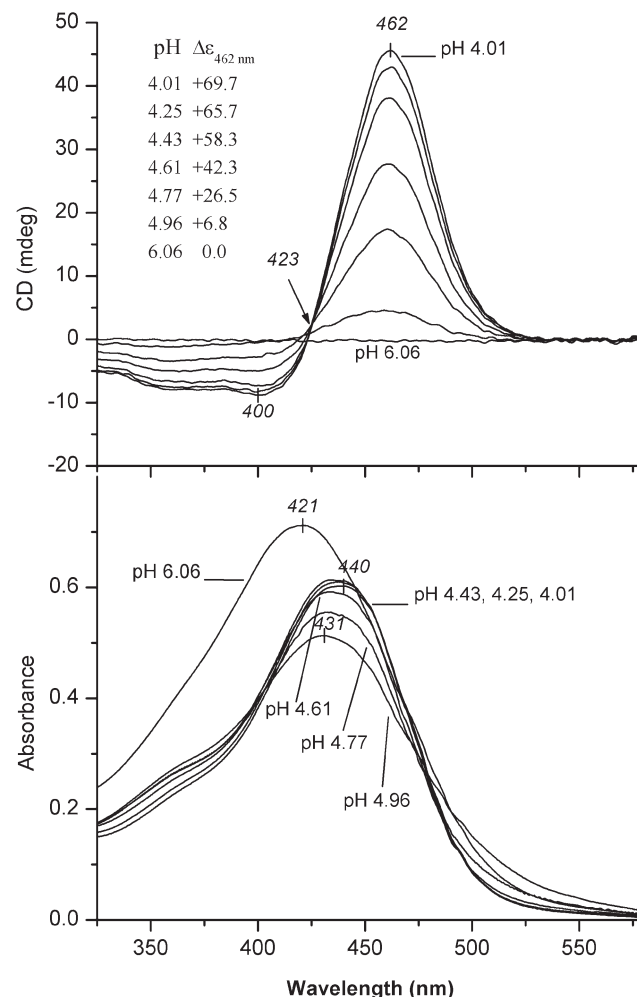 50
40
30
20
10
0
-10
-20
CD (mdeg)
pH Δε462 nm
4.01 +69.7
4.25 +65.7
4.43 +58.3
4.61 +42.3
4.77 +26.5
4.96 +6.8
6.06 0.0
462
pH 4.01
423
pH 6.06
400
0.6
0.4
0.2
0.0
Absorbance
421
pH 6.06
440
pH 4.43, 4.25, 4.01
431
pH 4.61
pH 4.77
pH 4.96
350 400 450 500 550
Wavelength (nm)